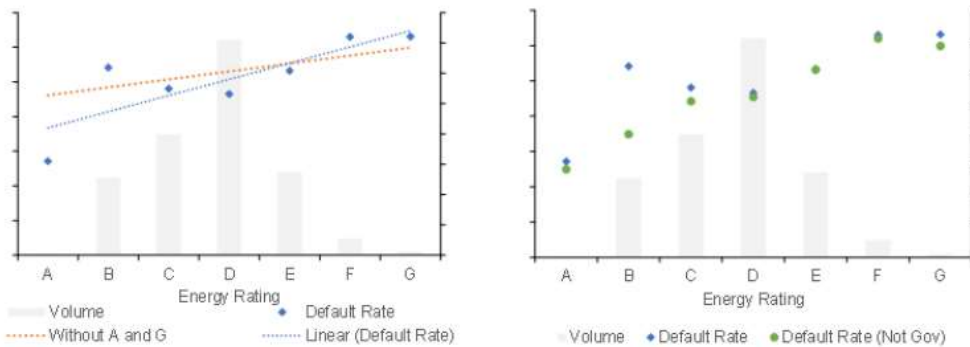 A B C D E F G
Energy Rating
Volume Default Rate
Without A and G Linear (Default Rate)
A B C D E F G
Energy Rating
Volume Default Rate Default Rate (Not Gov)